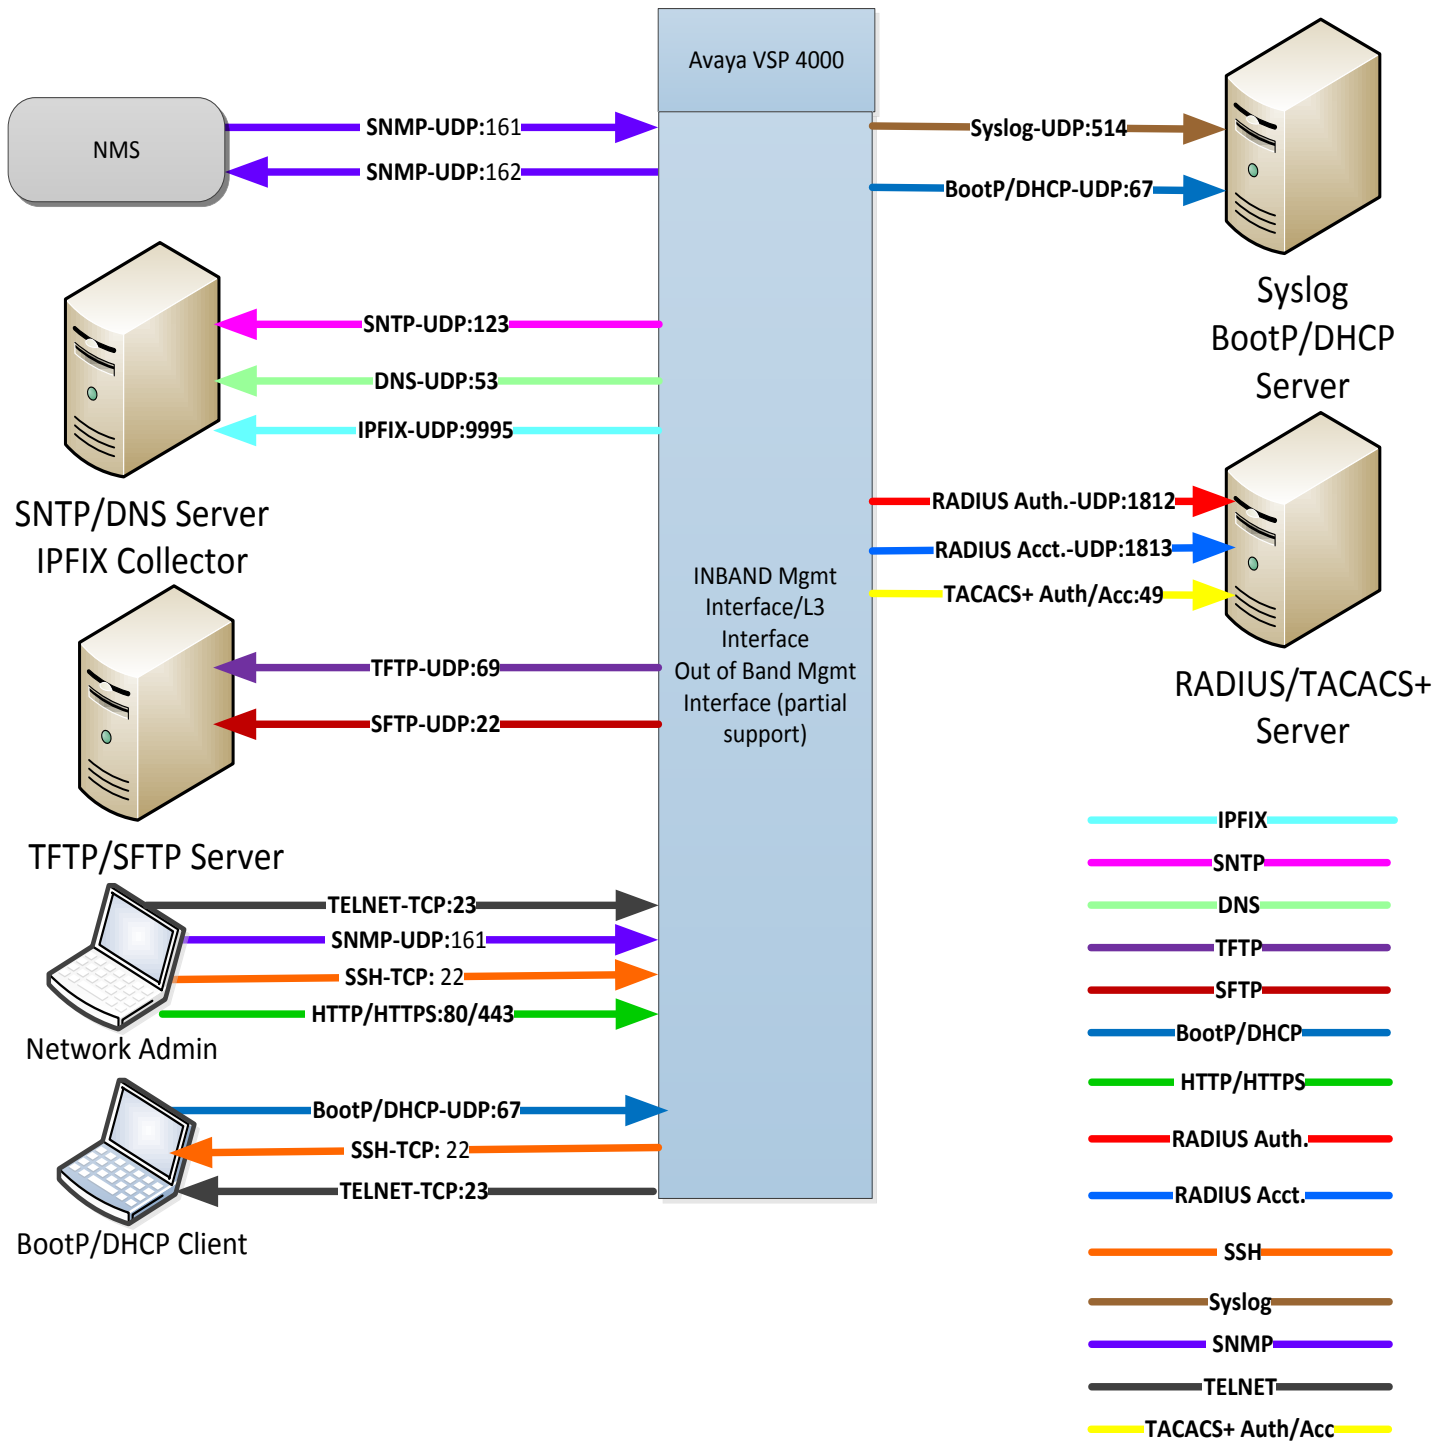 Avaya VSP 4000
NMS
SNMP-UDP:161
SNMP-UDP:162
Syslog-UDP:514
BootP/DHCP-UDP:67
Syslog
BootP/DHCP
Server
SNTP-UDP:123
DNS-UDP:53
IPFIX-UDP:9995
SNTP/DNS Server
IPFIX Collector
RADIUS Auth.-UDP:1812
RADIUS Acct.-UDP:1813
TACACS+ Auth/Acc:49
RADIUS/TACACS+
Server
INBAND Mgmt
Interface/L3
Interface
Out of Band Mgmt
Interface (partial
support)
TFTP-UDP:69
SFTP-UDP:22
TFTP/SFTP Server
TELNET-TCP:23
SNMP-UDP:161
SSH-TCP: 22
HTTP/HTTPS:80/443
Network Admin
BootP/DHCP-UDP:67
SSH-TCP: 22
TELNET-TCP:23
BootP/DHCP Client
IPFIX
SNTP
DNS
TFTP
SFTP
BootP/DHCP
HTTP/HTTPS
RADIUS Auth.
RADIUS Acct.
SSH
Syslog
SNMP
TELNET
TACACS+ Auth/Acc